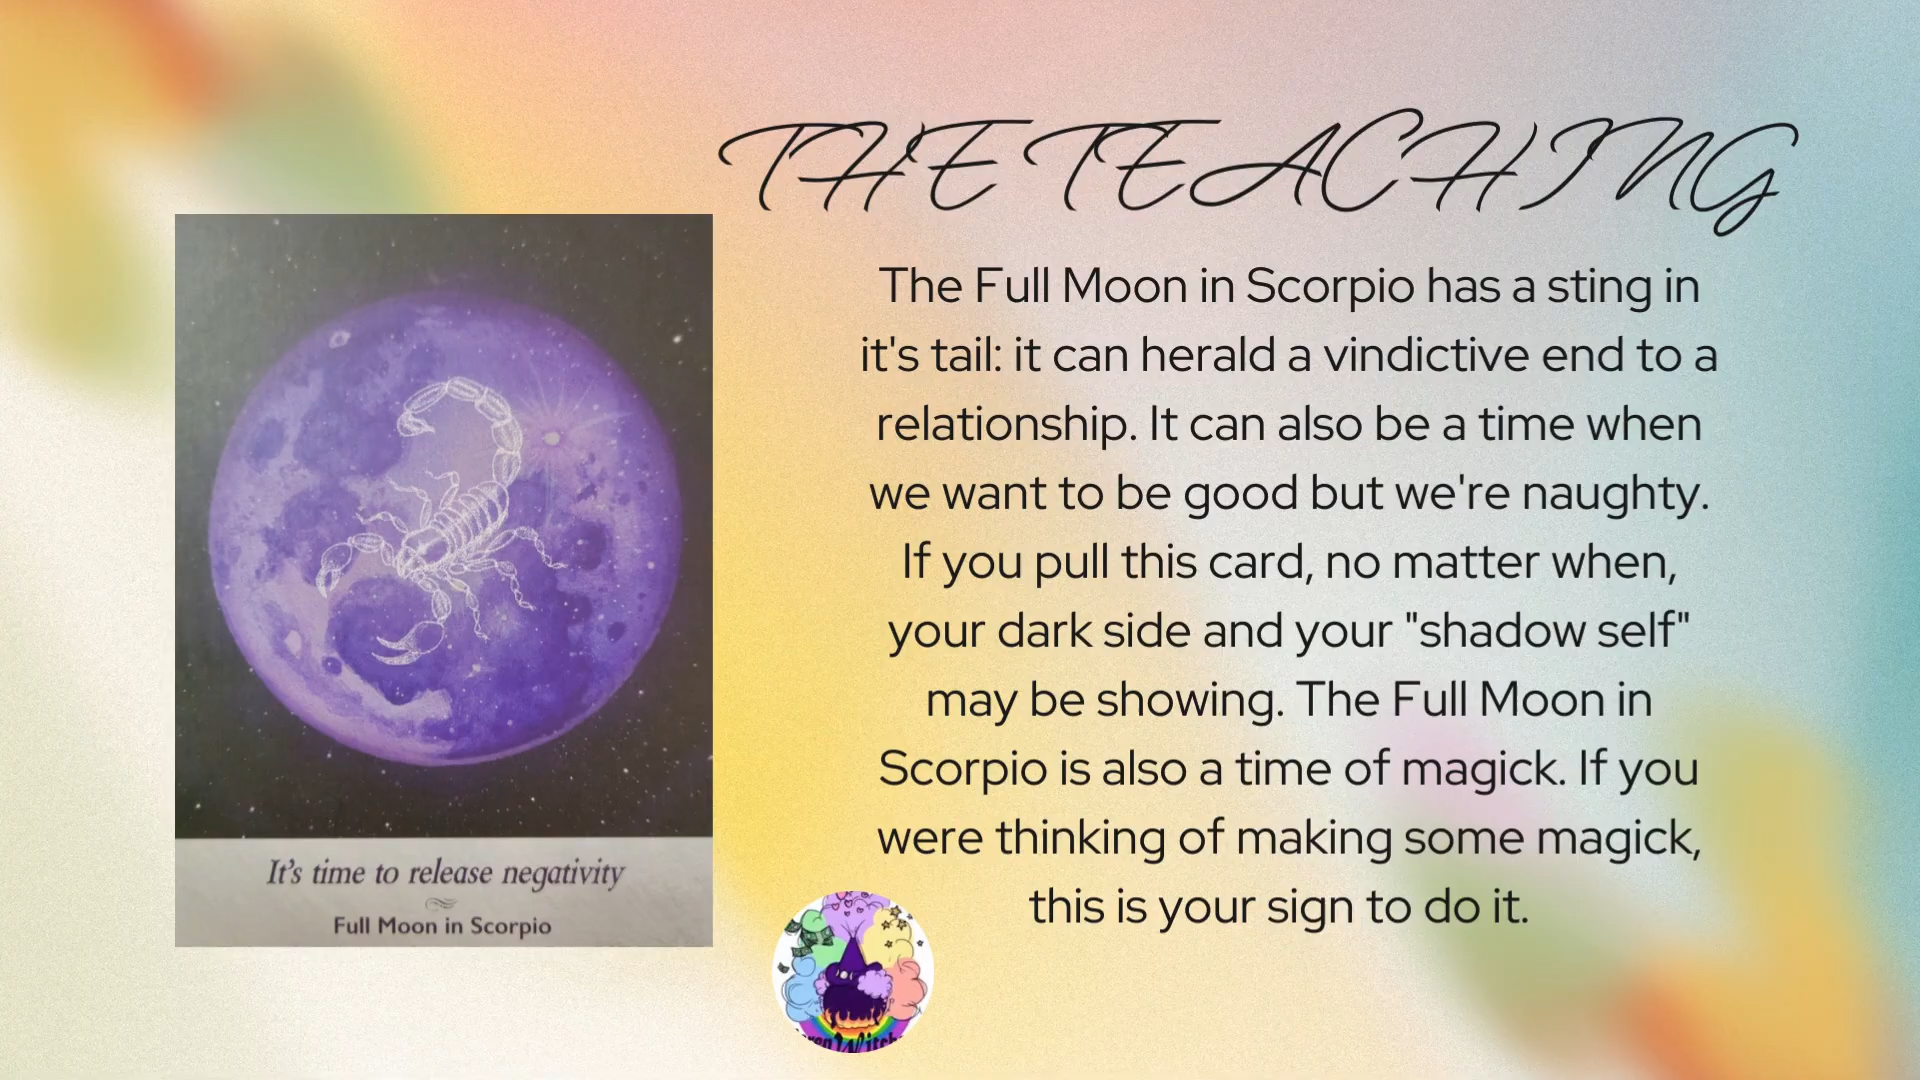 THE TEACHING
The Full Moon in Scorpio has a sting in
it's tail: it can herald a vindictive end to a
relationship. It can also be a time when
we want to be good but we're naughty.
If you pull this card, no matter when,
your dark side and your "shadow self"
may be showing. The Full Moon in
Scorpio is also a time of magick. If you
were thinking of making some magick,
this is your sign to do it.
It's time to release negativity
Full Moon in Scorpio